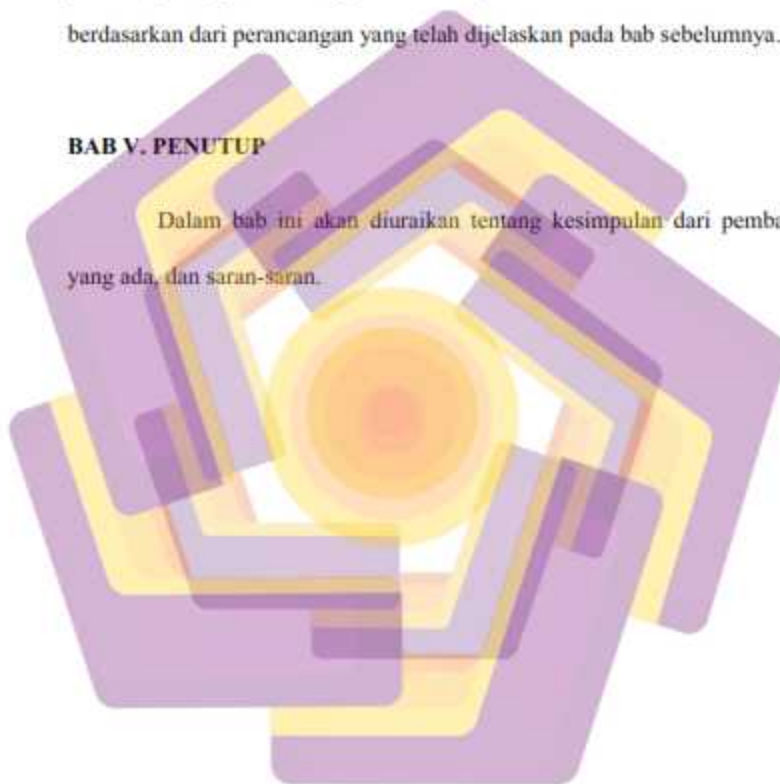 berdasarkan dari perancangan yang telah dijelaskan pada bab sebelumnya.
BAB V. PENUTUP
Dalam bab ini akan diuraikan tentang kesimpulan dari
yang ada, dan saran-saran.